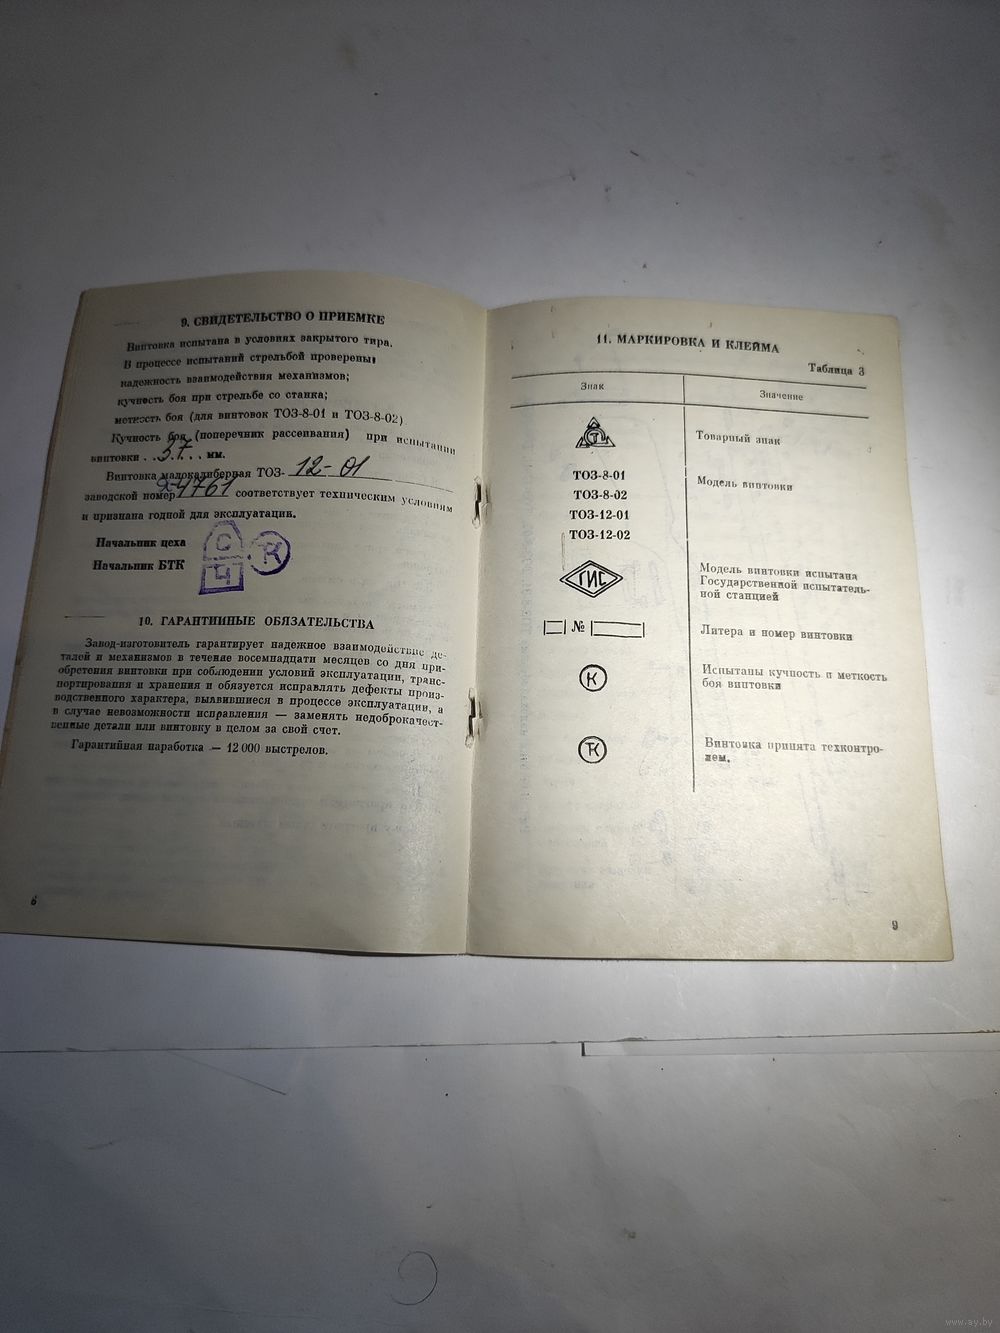 9. СВИДЕТЕЛЬСТВО О ПРИЕМКЕ
Винтовка испытана в условиях закрытого тира.
В процессе испытаний стрельбой проверены:
надежность взаимодействия механизмов;
кучность боя при стрельбе со станка;
меткость боя (для винтовок ТОЗ-8-01 и ТОЗ-8-02)
Кучность боя (поперечник рассеивания) при испытании
винтовки . . . . мм.
Винтовка малокалиберная ТОЗ- 12-01
заводской номер 4761 соответствует техническим условиям
и признана годной для эксплуатации.
Начальник цеха
Начальник БТК
10. ГАРАНТИЙНЫЕ ОБЯЗАТЕЛЬСТВА
Завод-изготовитель гарантирует надежное взаимодействие де-
талей и механизмов в течение восемнадцати месяцев со дня при-
обретения винтовки при соблюдении условий эксплуатации, транс-
портирования и хранения и обязуется исправлять дефекты произ-
водственного характера, выявившиеся в процессе эксплуатации, а
в случае невозможности исправления — заменять недоброкачест-
венные детали или винтовку в целом за свой счет.
Гарантийная наработка — 12 000 выстрелов.
11. МАРКИРОВКА И КЛЕЙМА
Таблица 3
Знак Значение
Т Товарный знак
ТОЗ-8-01
ТОЗ-8-02 Модель винтовки
ТОЗ-12-01
ТОЗ-12-02
ГИС Модель винтовки испытана
Государственной испытатель-
ной станцией
№ Литера и номер винтовки
К Испытаны кучность и меткость
боя винтовки
ТК Винтовка принята техконтро-
лем.
9
www.ay.by